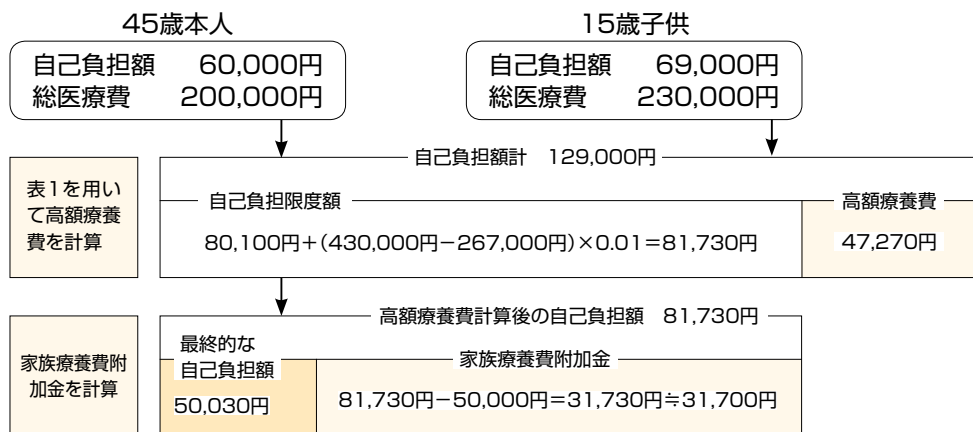 45歳本人
自己負担額 60,000円
総医療費 200,000円
15歳子供
自己負担額 69,000円
総医療費 230,000円
表1を用い
て高額療養
費を計算
自己負担額計 129,000円
自己負担限度額
80,100円+(430,000円−267,000円)×0.01=81,730円
高額療養費
47,270円
家族療養費附
加金を計算
高額療養費計算後の自己負担額 81,730円
最終的な
自己負担額
50,030円
家族療養費附加金
81,730円−50,000円=31,730円≒31,700円